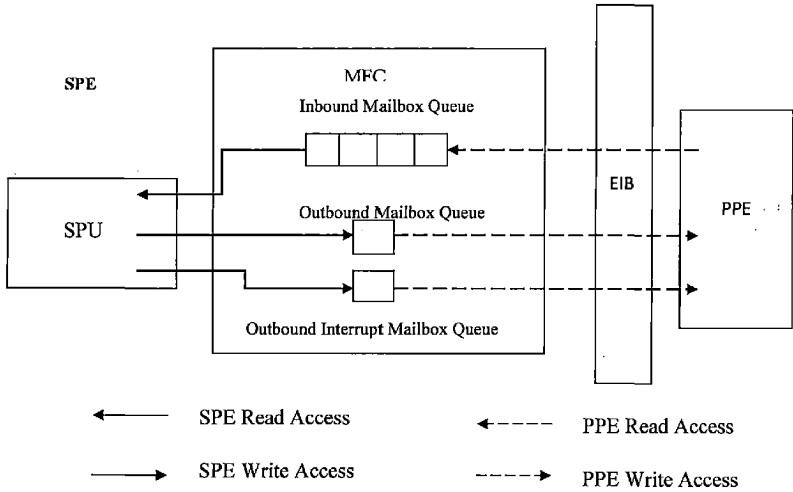 SPE
MFC
Inbound Mailbox Queue
EIB
PPE
Outbound Mailbox Queue
SPU
Outbound Interrupt Mailbox Queue
SPE Read Access
PPE Read Access
SPE Write Access
PPE Write Access